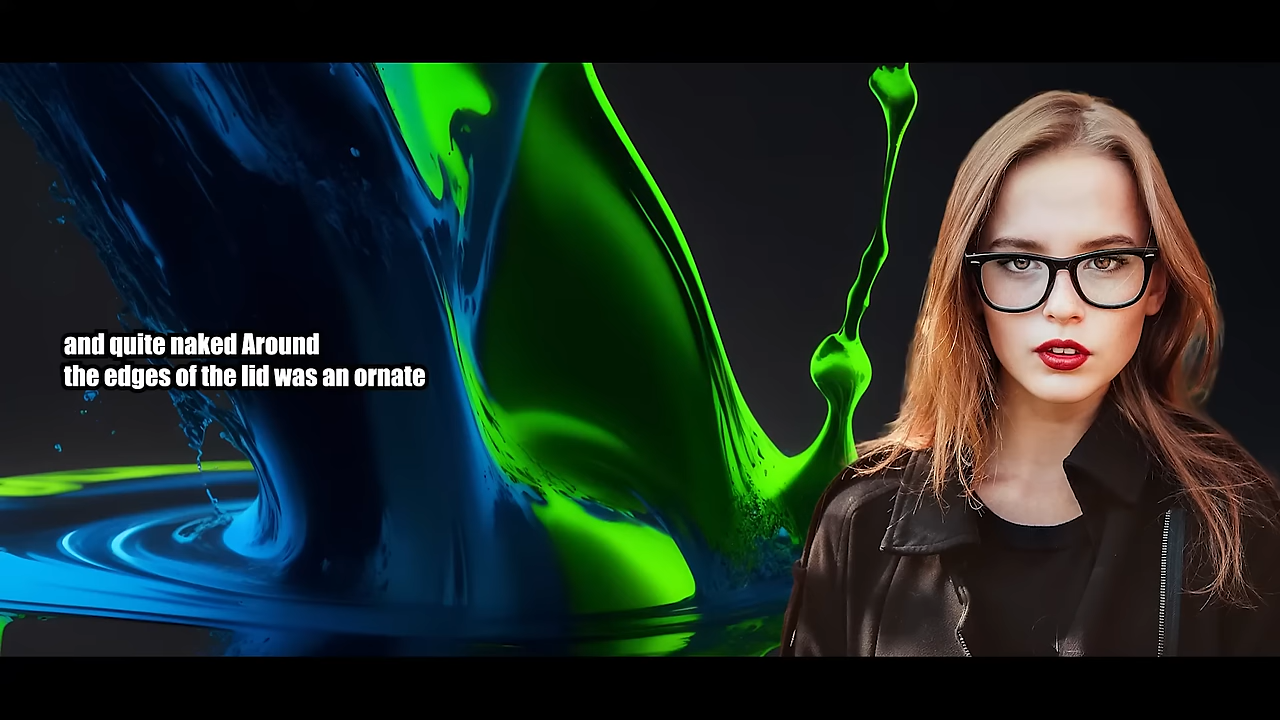 and quite naked Around
the edges of the lid was an ornate